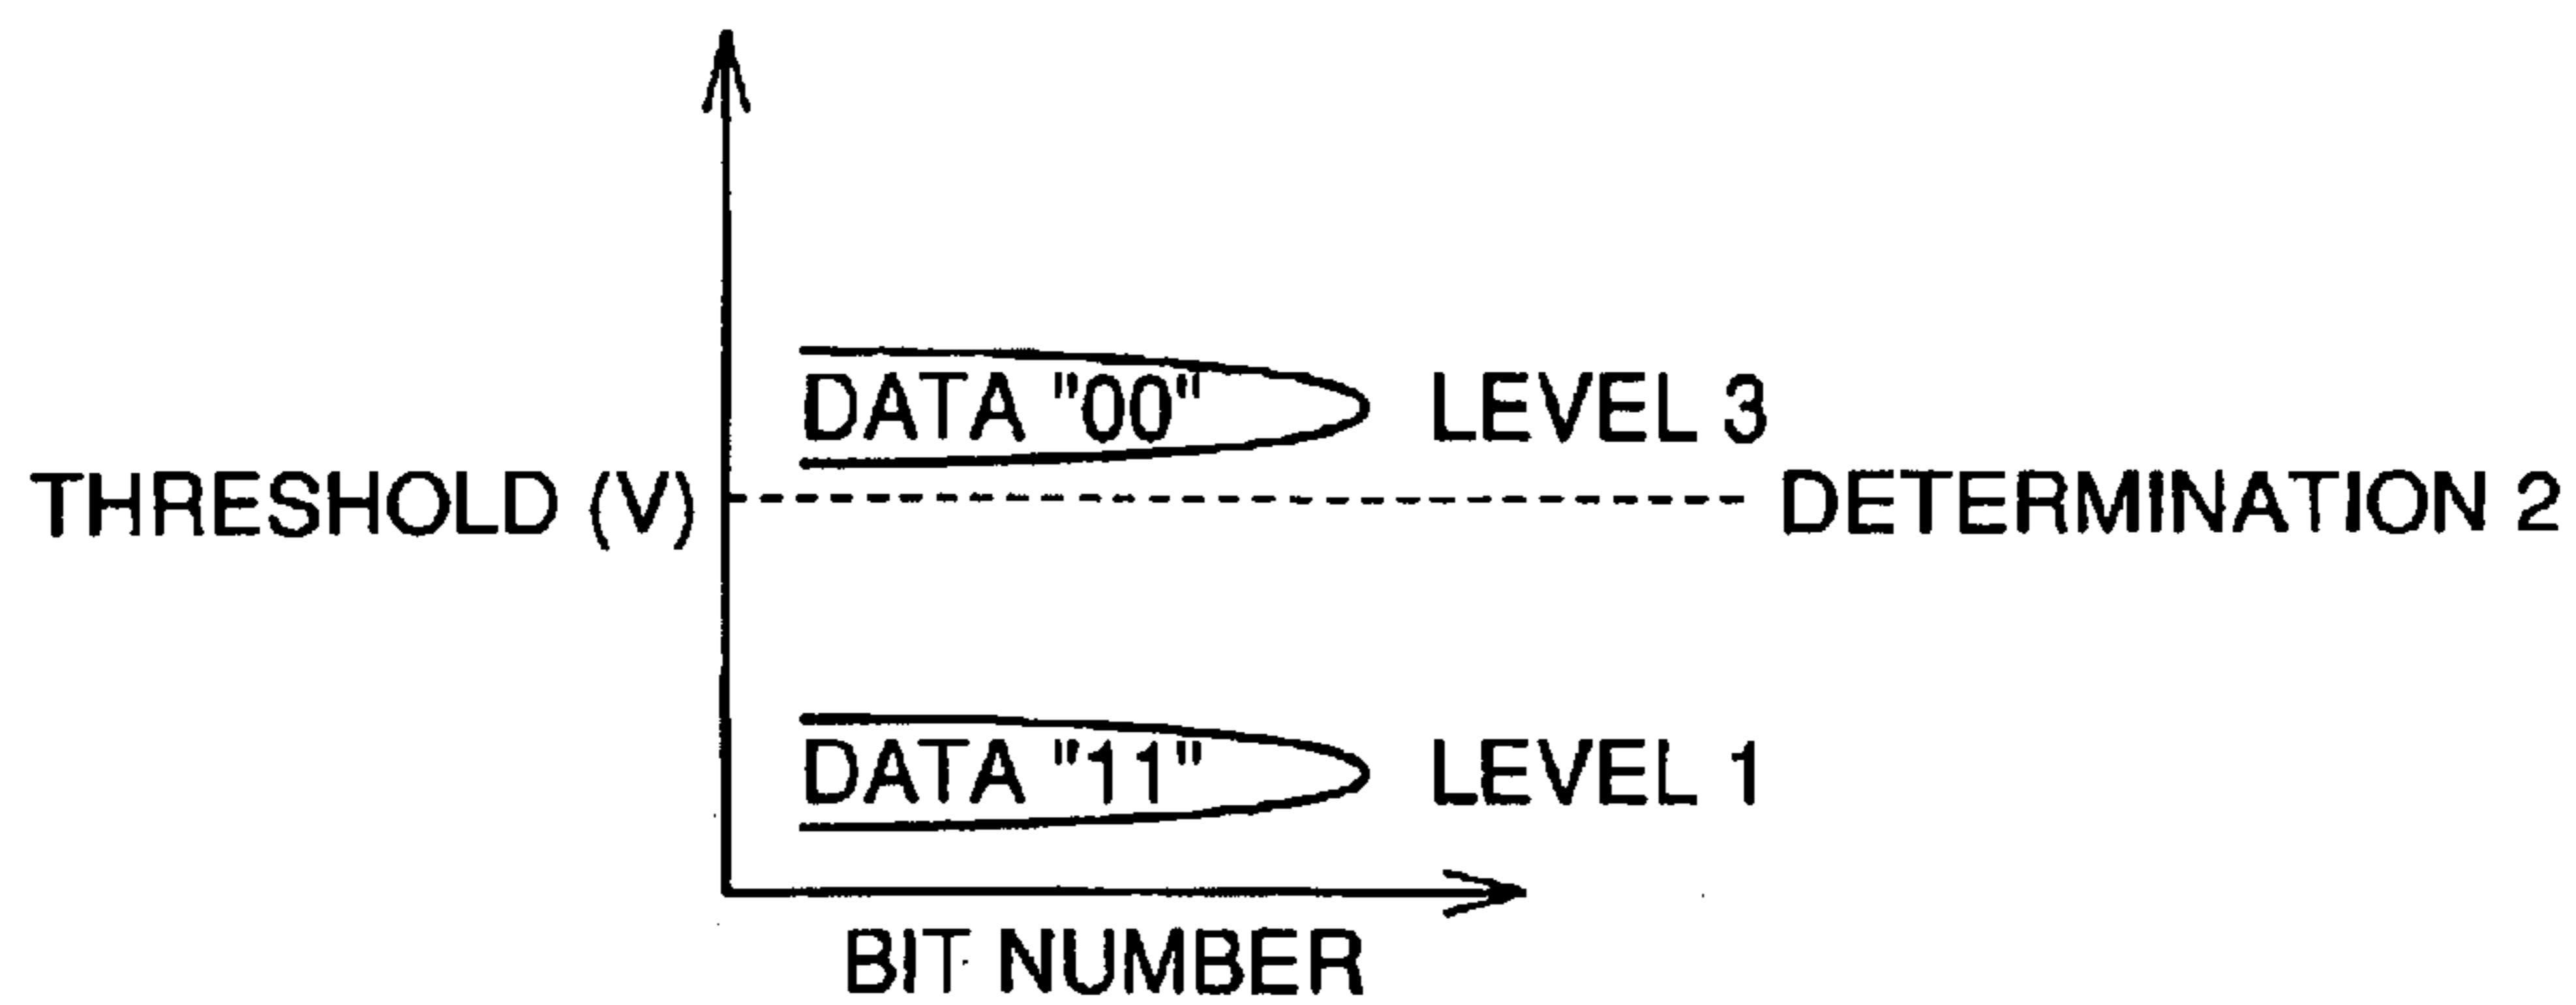 DATA "00" LEVEL 3
THRESHOLD (V) DETERMINATION 2
DATA "11" LEVEL 1
BIT NUMBER